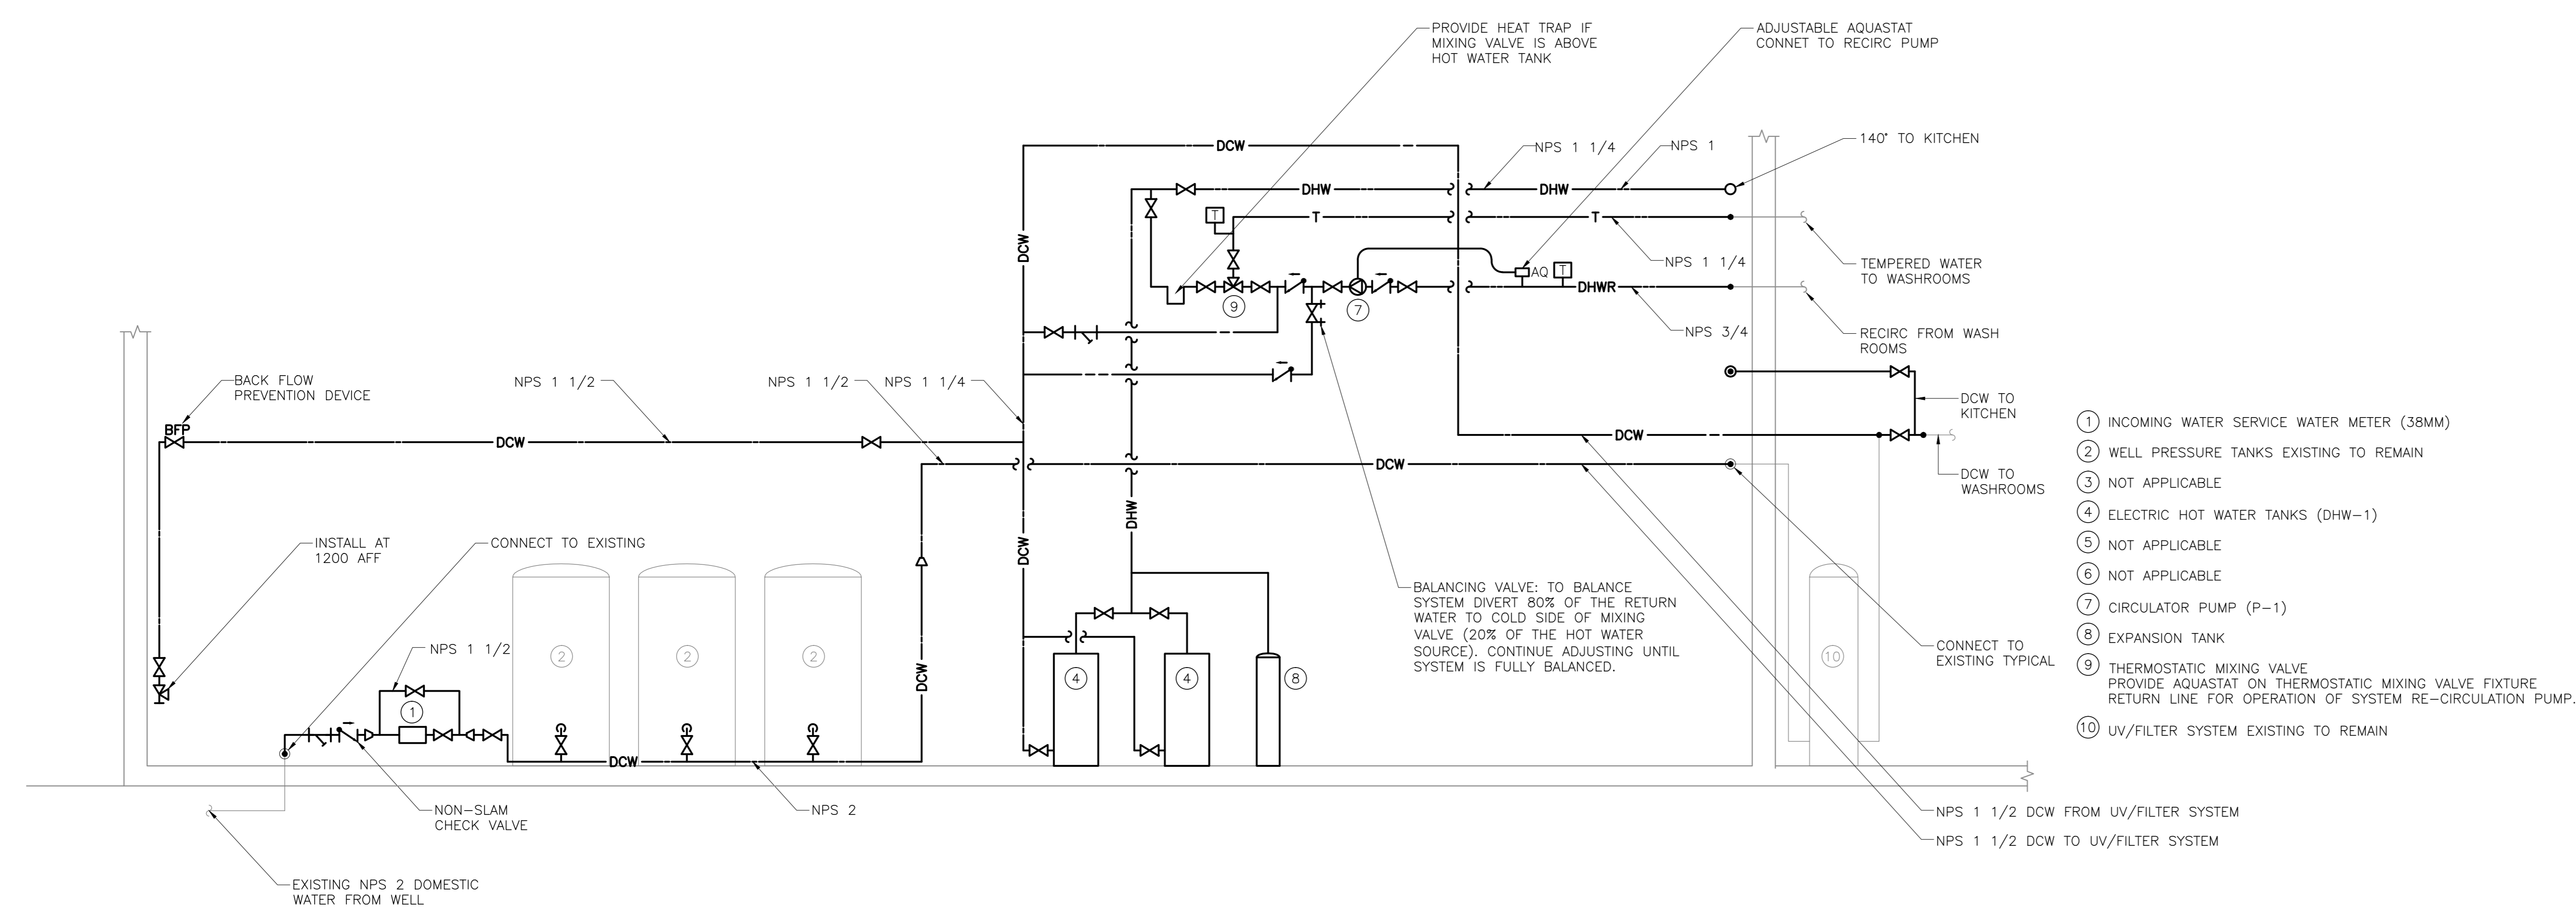 PROVIDE HEAT TRAP IF
MIXING VALVE IS ABOVE
HOT WATER TANK
ADJUSTABLE AQUASTAT
CONNET TO RECIRC PUMP
DCW
NPS 1 1/4
NPS 1
140° TO KITCHEN
DHW
DHW
T
T
T
DCW
NPS 1 1/4
TEMPERED WATER
TO WASHROOMS
AQ
T
DHWR
9
7
NPS 3/4
RECIRC FROM WASH
ROOMS
BACK FLOW
PREVENTION DEVICE
NPS 1 1/2
NPS 1 1/2
NPS 1 1/4
BFP
DCW
DCW
DCW
DCW TO
KITCHEN
DCW TO
WASHROOMS
DHW
DCW
INSTALL AT
1200 AFF
CONNECT TO EXISTING
NPS 1 1/2
1
2
2
2
DCW
DCW
4
4
8
BALANCING VALVE: TO BALANCE
SYSTEM DIVERT 80% OF THE RETURN
WATER TO COLD SIDE OF MIXING
VALVE (20% OF THE HOT WATER
SOURCE). CONTINUE ADJUSTING UNTIL
SYSTEM IS FULLY BALANCED.
10
CONNECT TO
EXISTING TYPICAL
NON-SLAM
CHECK VALVE
NPS 2
NPS 1 1/2 DCW FROM UV/FILTER SYSTEM
NPS 1 1/2 DCW TO UV/FILTER SYSTEM
EXISTING NPS 2 DOMESTIC
WATER FROM WELL
1 INCOMING WATER SERVICE WATER METER (38MM)
2 WELL PRESSURE TANKS EXISTING TO REMAIN
3 NOT APPLICABLE
4 ELECTRIC HOT WATER TANKS (DHW-1)
5 NOT APPLICABLE
6 NOT APPLICABLE
7 CIRCULATOR PUMP (P-1)
8 EXPANSION TANK
9 THERMOSTATIC MIXING VALVE
PROVIDE AQUASTAT ON THERMOSTATIC MIXING VALVE FIXTURE
RETURN LINE FOR OPERATION OF SYSTEM RE-CIRCULATION PUMP.
10 UV/FILTER SYSTEM EXISTING TO REMAIN